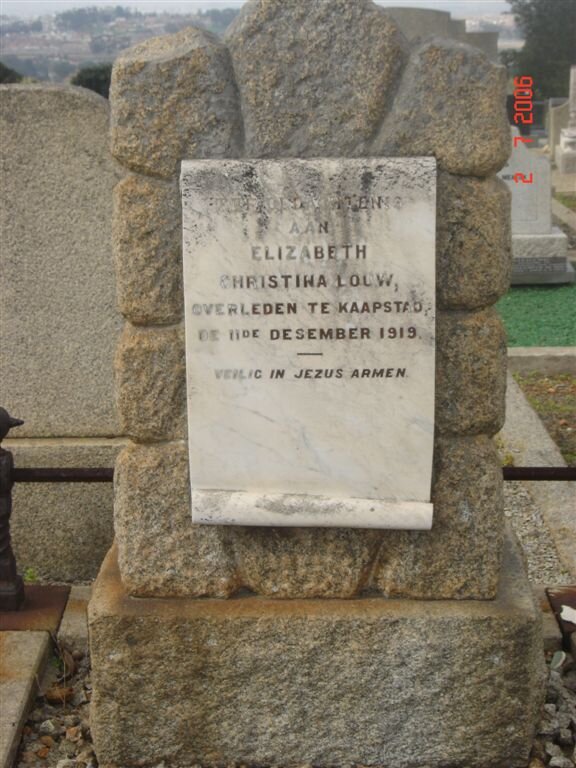 AAN
ELIZABETH
CHRISTINA LOUW,
OVERLEDEN TE KAAPSTAD,
DE 11DE DESEMBER 1919.
VEILIG IN JEZUS ARMEN.
2 7 2006